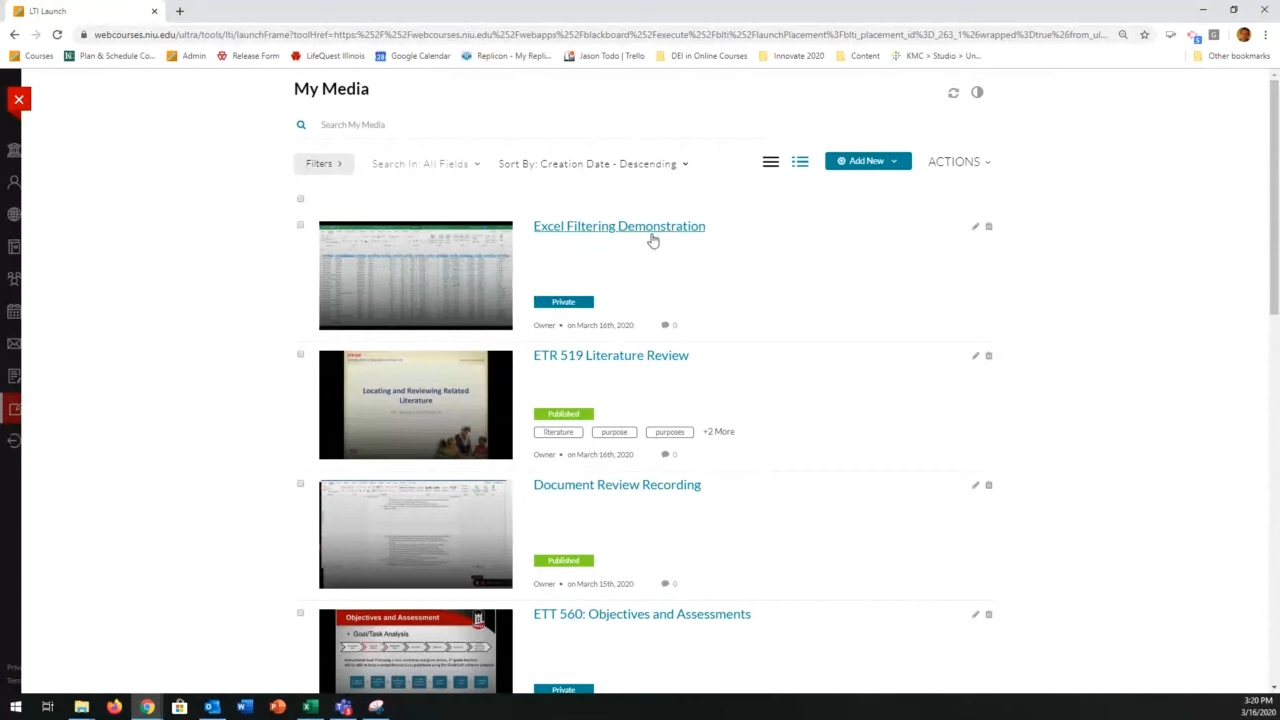 LTI Launch
webcourses.niu.edu/ultra/tools/lti/launchFrame?toolHref=https:%252F%252Fwebcourses.niu.edu%252Fwebapps%252Fblackboard%252Fexecute%252Fblti%252FlaunchPlacement%253Fblti_placement_id%253D_263_1%26wrapped%3Dtrue%26from_ul...
Courses
Plan & Schedule Co...
Admin
Release Form
LifeQuest Illinois
Google Calendar
Replicon - My Repli...
Jason Todo | Trello
DEI in Online Courses
Innovate 2020
Content
KMC > Studio > Un...
Other bookmarks
My Media
Search My Media
Filters
Search In: All Fields
Sort By: Creation Date - Descending
Add New
ACTIONS
Excel Filtering Demonstration
Private
Owner • on March 16th, 2020 0
Locating and Reviewing Related
Literature
ETR 519 Literature Review
Published
literature purpose purposes +2 More
Owner • on March 16th, 2020 0
Document Review Recording
Published
Owner • on March 15th, 2020 0
Objectives and Assessment
• Goal/Task Analysis
ETT 560: Objectives and Assessments
Private
Priv
Tern
3:20 PM
3/16/2020